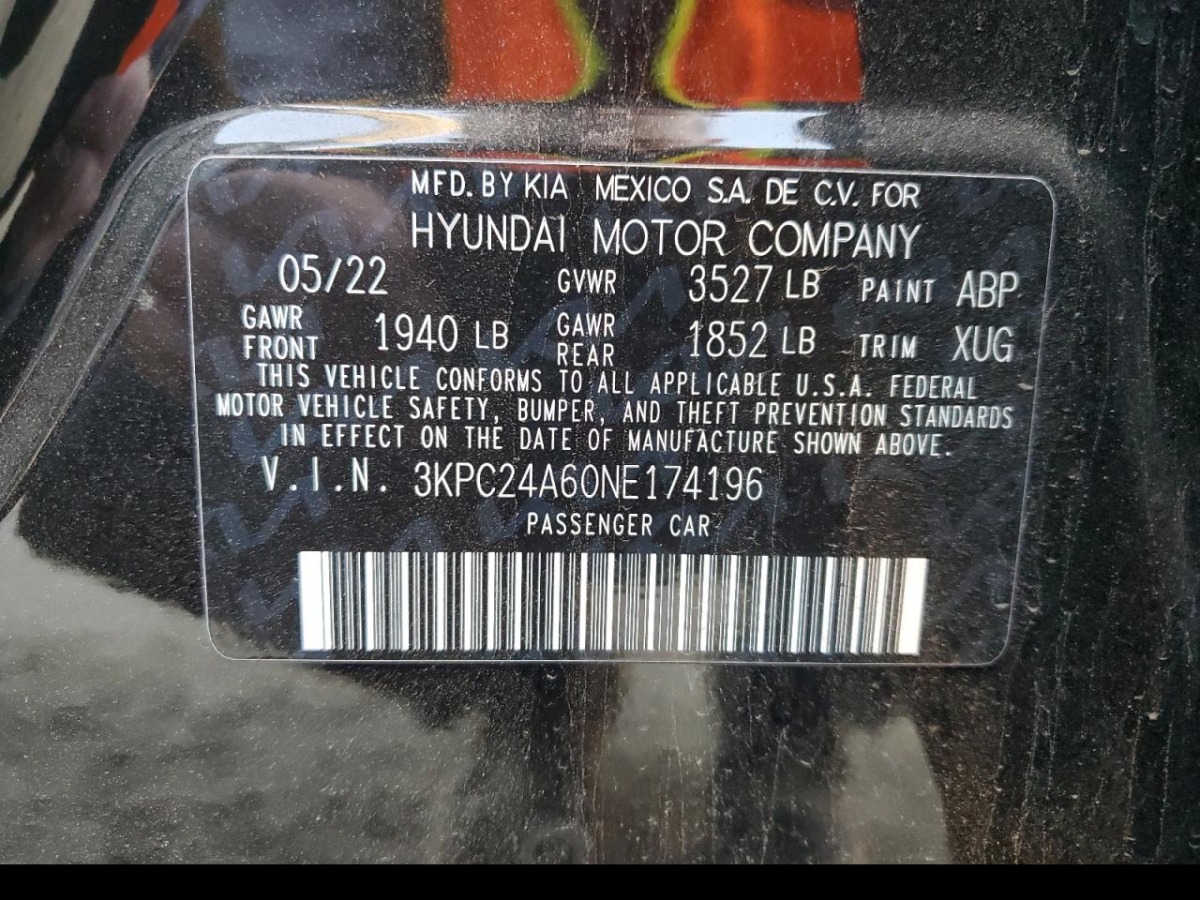 MFD. BY KIA MEXICO S.A. DE C.V. FOR
HYUNDAI MOTOR COMPANY
05/22 GVWR 3527 LB PAINT ABP
GAWR FRONT 1940 LB GAWR REAR 1852 LB TRIM XUG
THIS VEHICLE CONFORMS TO ALL APPLICABLE U.S.A. FEDERAL
MOTOR VEHICLE SAFETY, BUMPER, AND THEFT PREVENTION STANDARDS
IN EFFECT ON THE DATE OF MANUFACTURE SHOWN ABOVE.
V.I.N. 3KPC24A60NE174196
PASSENGER CAR